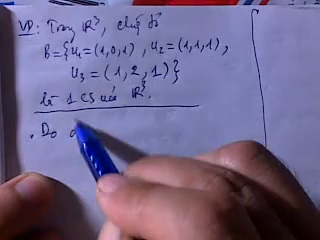 VD: Trong ℝ³, chứng tỏ
B = {u₁ = (1,0,1), u₂ = (1,1,1),
u₃ = (1,2,1)}
là 1 CS của ℝ³.
. Do